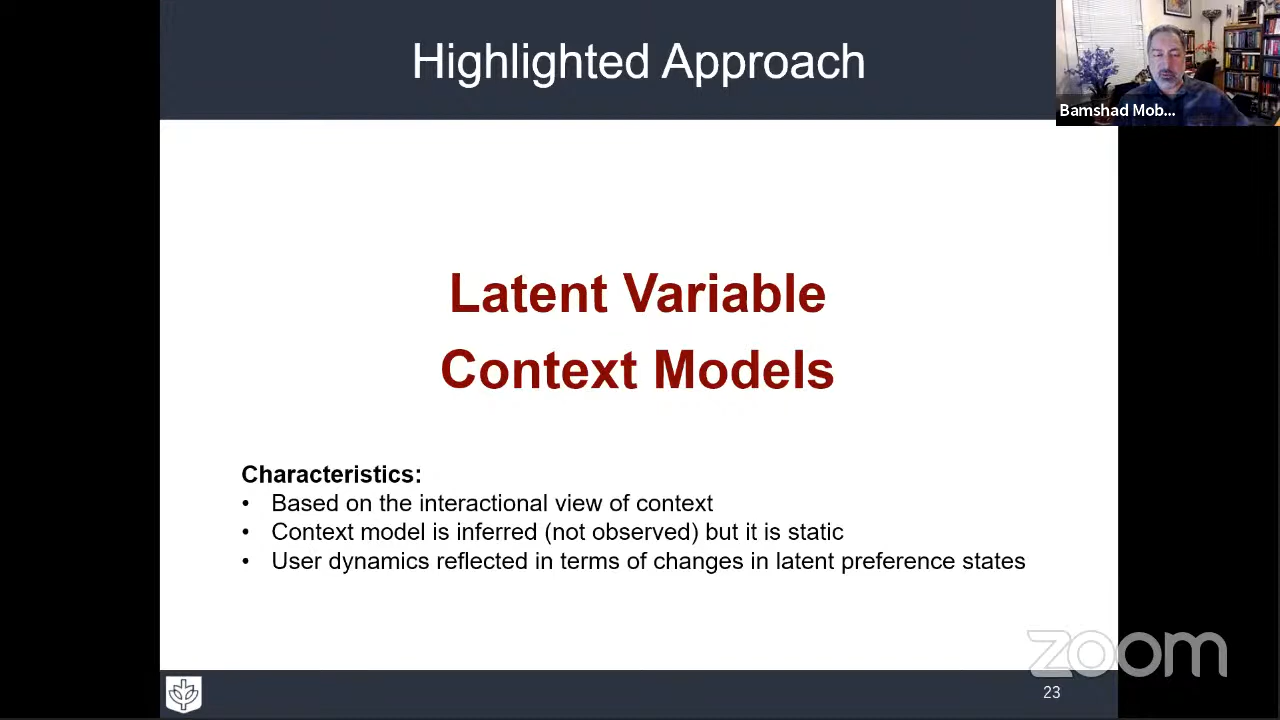 Highlighted Approach
Bamshad Mob...
Latent Variable
Context Models
Characteristics:
• Based on the interactional view of context
• Context model is inferred (not observed) but it is static
• User dynamics reflected in terms of changes in latent preference states
zoom
23